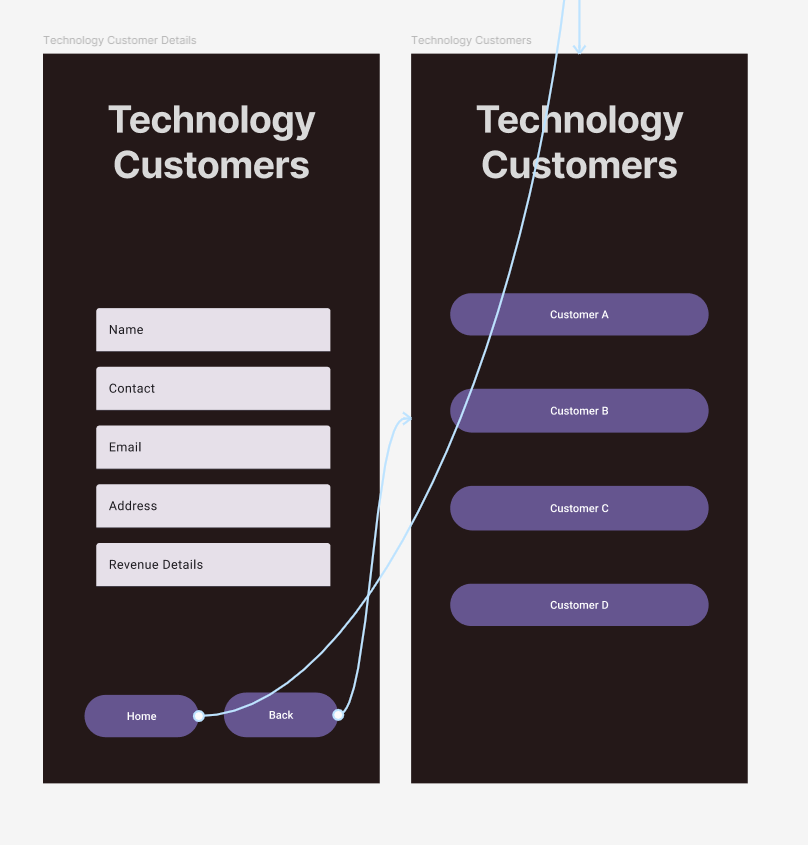 Technology Customer Details
Technology
Customers
Name
Contact
Email
Address
Revenue Details
Home
Back
Technology Customers
Technology
Customers
Customer A
Customer B
Customer C
Customer D